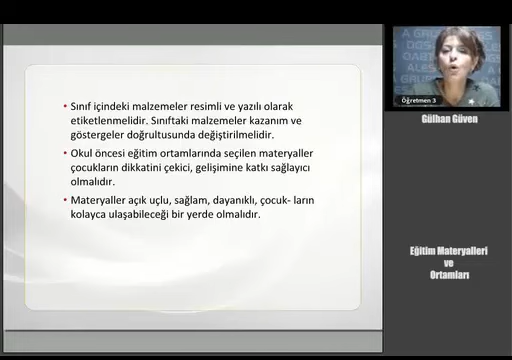 • Sınıf içindeki malzemeler resimli ve yazılı olarak
etiketlenmelidir. Sınıftaki malzemeler kazanım ve
göstergeler doğrultusunda değiştirilmelidir.
• Okul öncesi eğitim ortamlarında seçilen materyaller
çocukların dikkatini çekici, gelişimine katkı sağlayıcı
olmalıdır.
• Materyaller açık uçlu, sağlam, dayanıklı, çocuk- ların
kolayca ulaşabileceği bir yerde olmalıdır.
Öğretmen 3
Gülhan Güven
Eğitim Materyalleri
ve
Ortamları